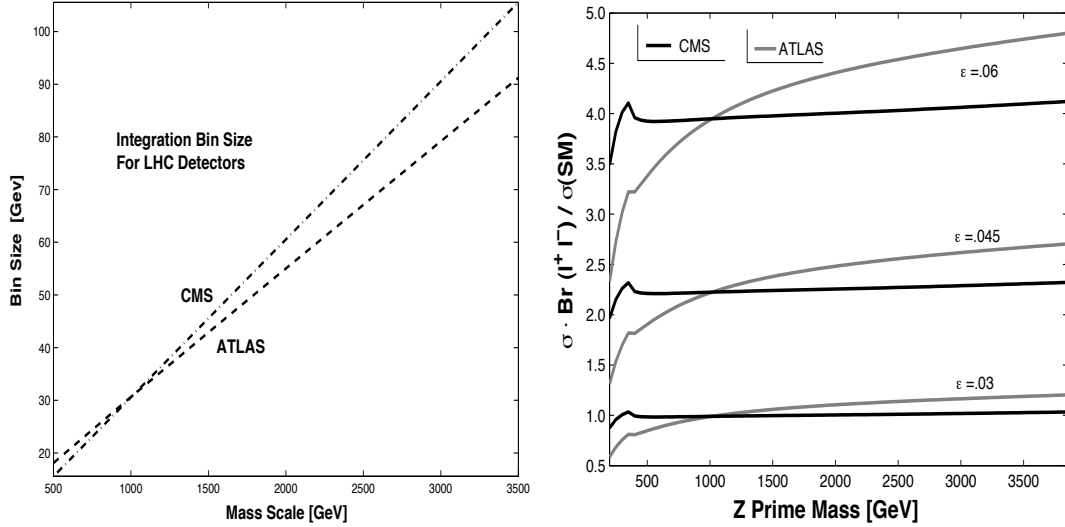 100
90
80
70
60
50
40
30
20
500
1000
1500
2000
2500
3000
3500
Bin Size [Gev]
Mass Scale [GeV]
Integration Bin Size
For LHC Detectors
CMS
ATLAS
5.0
4.5
4.0
3.5
3.0
2.5
2.0
1.5
1.0
0.5
500
1000
1500
2000
2500
3000
3500
σ · Br (l⁺ l⁻) / σ(SM)
Z Prime Mass [GeV]
CMS
ATLAS
ε =.06
ε =.045
ε =.03